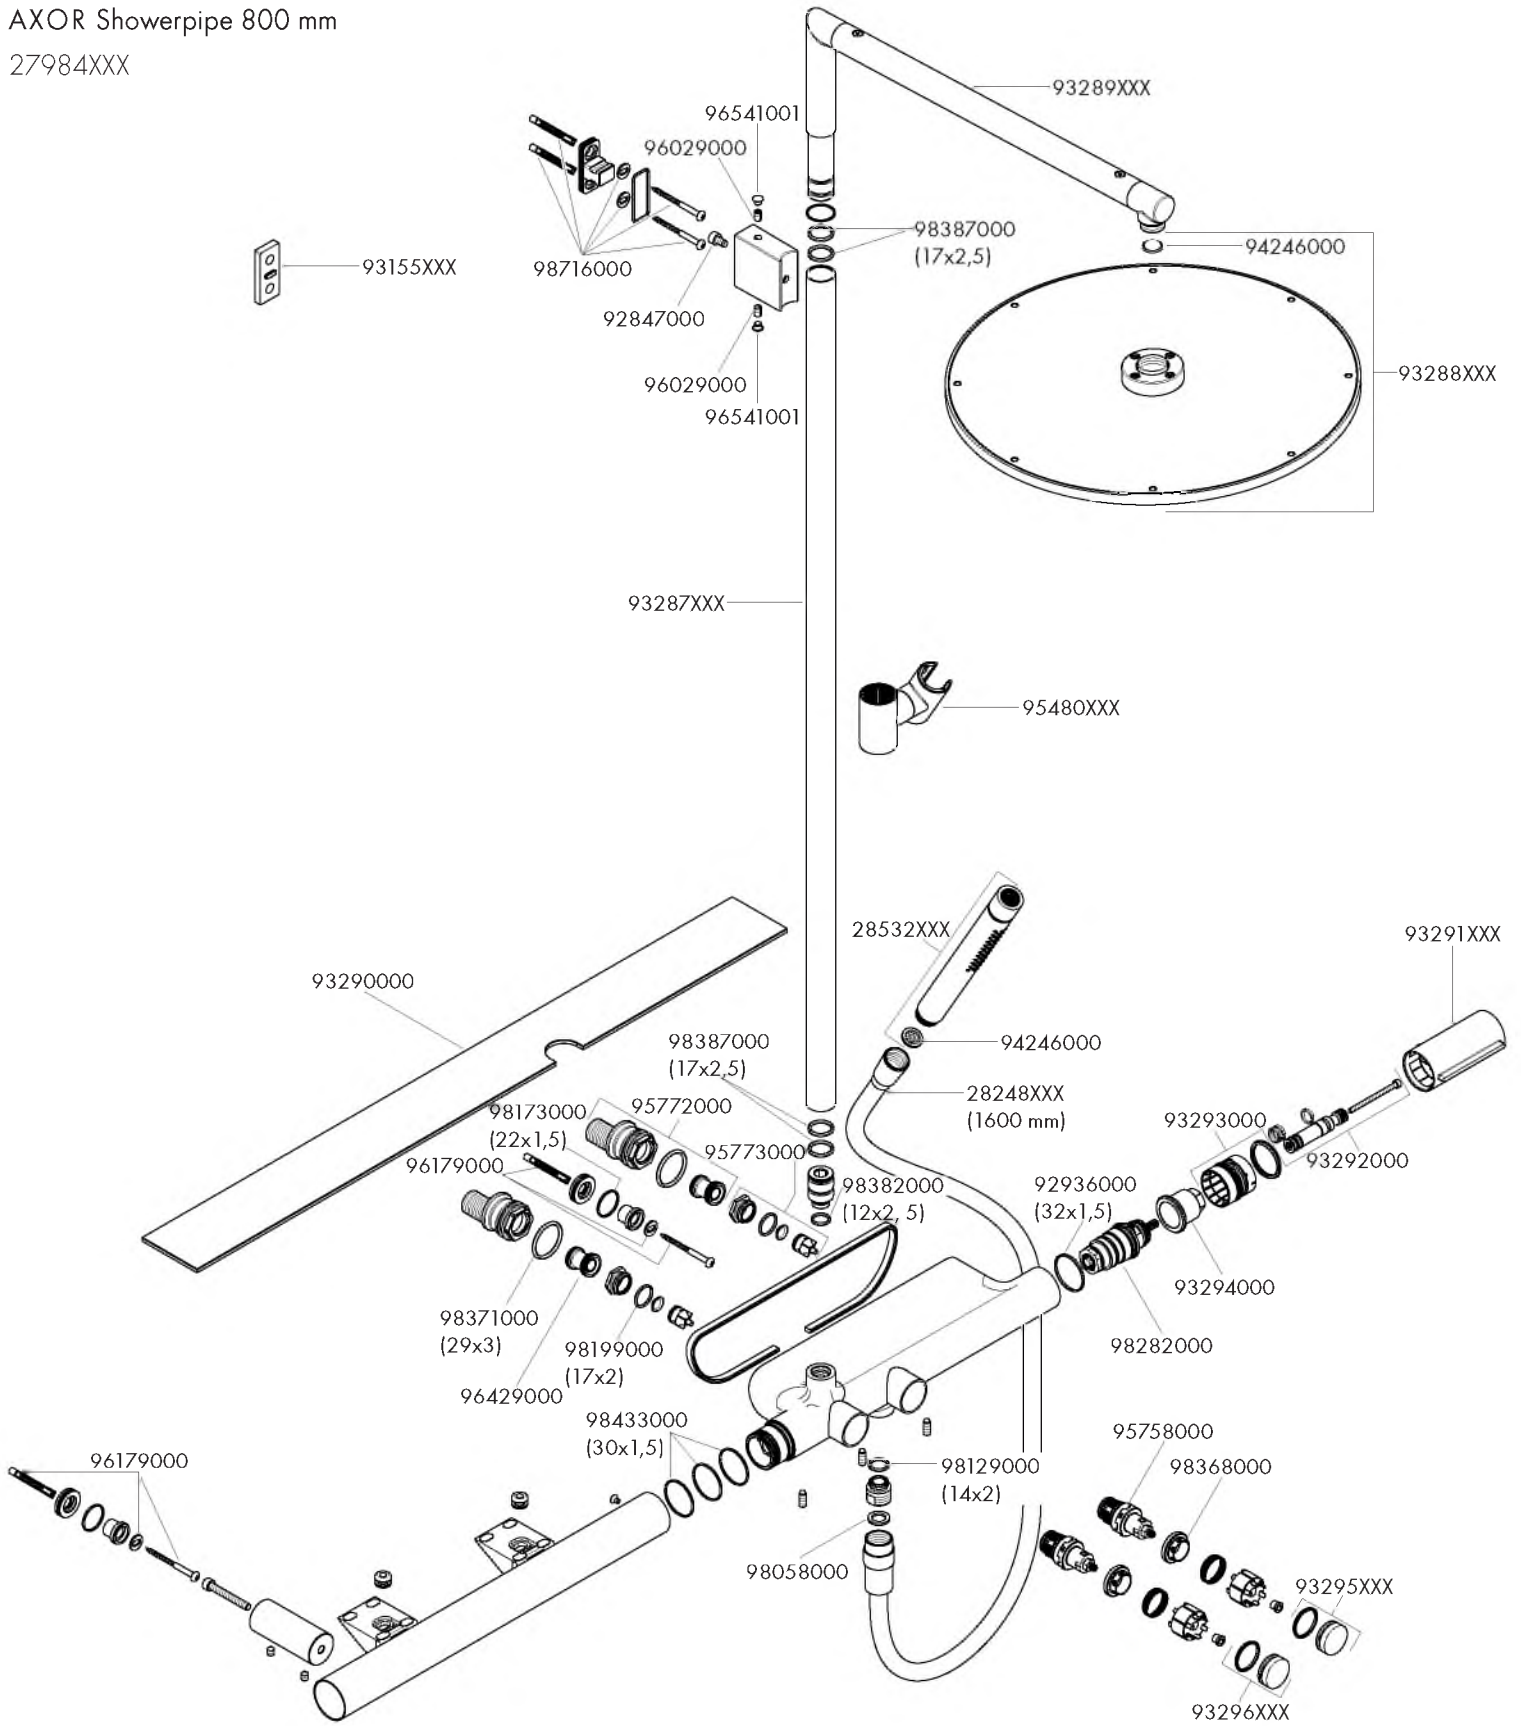 AXOR Showerpipe 800 mm
27984XXX
93289XXX
96541001
96029000
98387000
(17x2,5)
94246000
93155XXX
98716000
92847000
93288XXX
96029000
96541001
93287XXX
95480XXX
28532XXX
93291XXX
93290000
98387000
(17x2,5)
94246000
28248XXX
(1600 mm)
98173000
(22x1,5)
95772000
93293000
96179000
95773000
93292000
98382000
(12x2, 5)
92936000
(32x1,5)
93294000
98371000
(29x3)
98199000
(17x2)
98282000
96429000
98433000
(30x1,5)
95758000
96179000
98129000
(14x2)
98368000
98058000
93295XXX
93296XXX